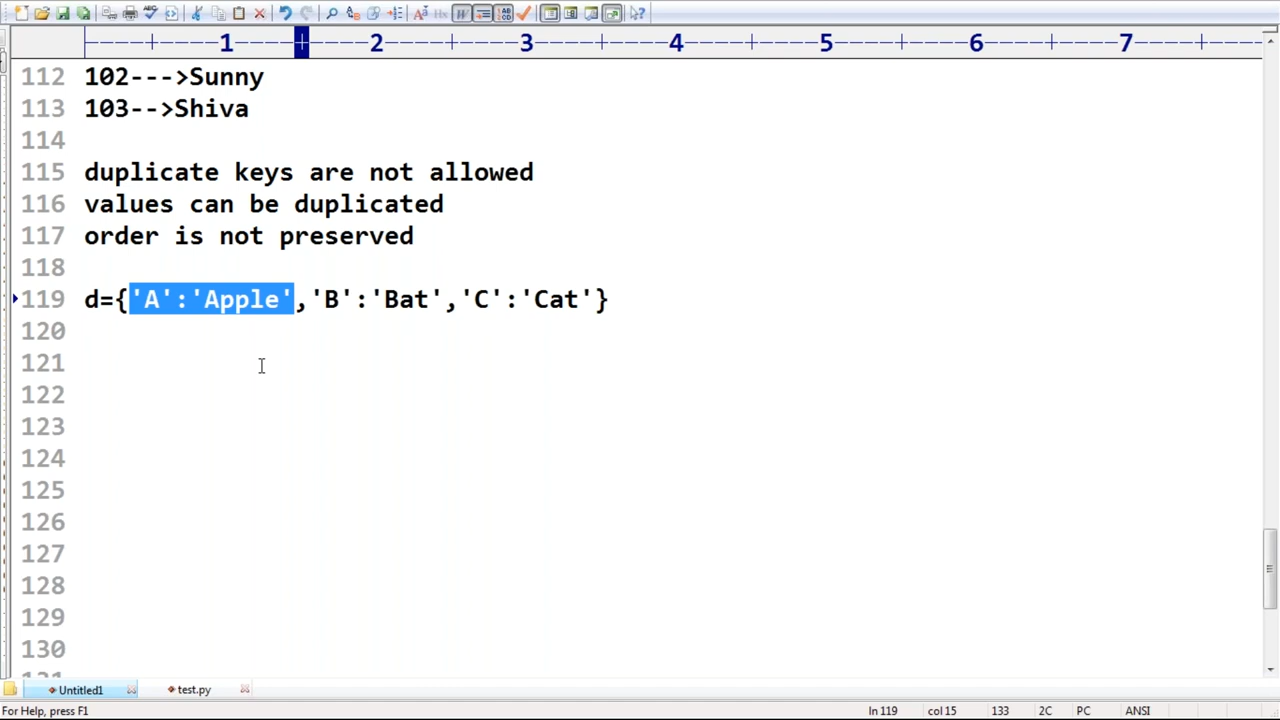 1 2 3 4 5 6 7
112 102--->Sunny
113 103-->Shiva
114
115 duplicate keys are not allowed
116 values can be duplicated
117 order is not preserved
118
119 d={'A':'Apple','B':'Bat','C':'Cat'}
120
121
122
123
124
125
126
127
128
129
130
Untitled1 test.py
For Help, press F1 ln 119 col 15 133 2C PC ANSI